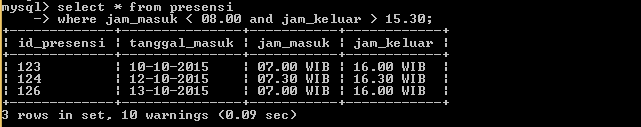 mysql> select * from presensi
    -> where jam_masuk < 08.00 and jam_keluar > 15.30;
+-------------+---------------+-----------+------------+
| id_presensi | tanggal_masuk | jam_masuk | jam_keluar |
+-------------+---------------+-----------+------------+
| 123 | 10-10-2015 | 07.00 WIB | 16.00 WIB |
| 124 | 12-10-2015 | 07.30 WIB | 16.30 WIB |
| 126 | 13-10-2015 | 07.00 WIB | 16.00 WIB |
+-------------+---------------+-----------+------------+
3 rows in set, 10 warnings (0.09 sec)